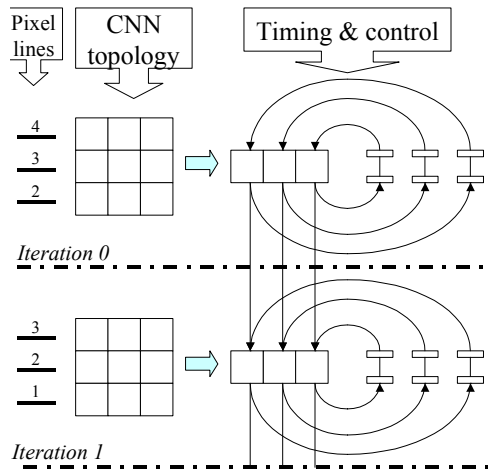 Pixel
lines
CNN
topology
Timing & control
4
3
2
Iteration 0
3
2
1
Iteration 1